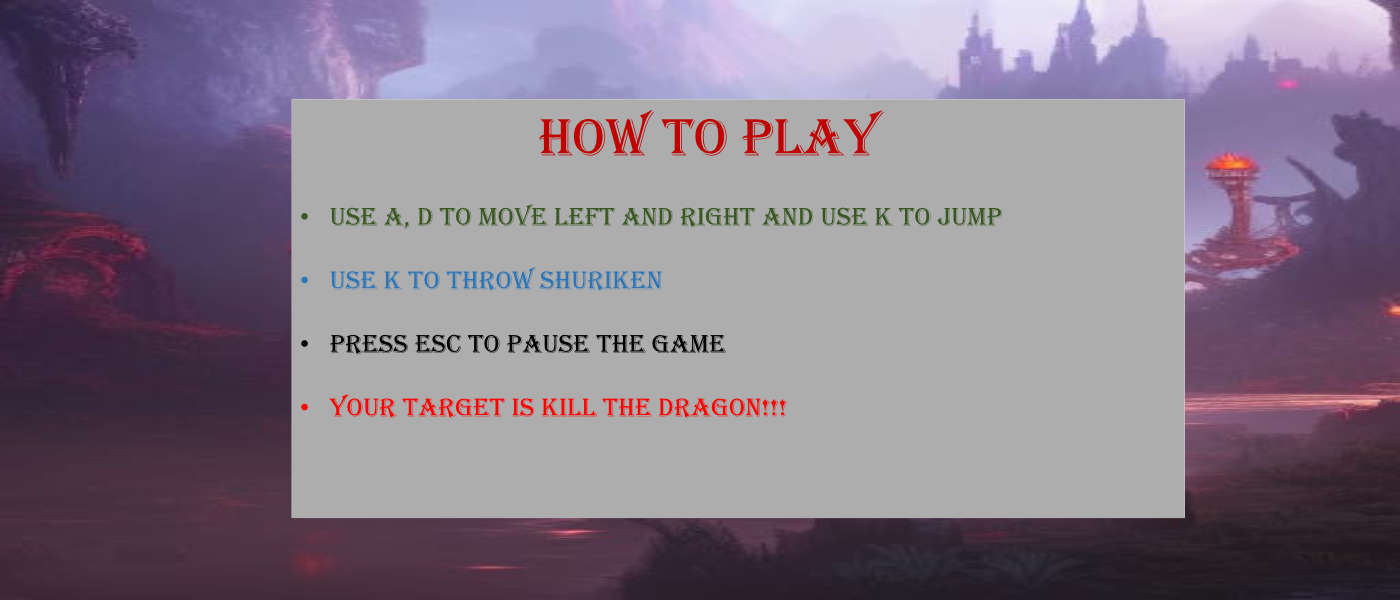 HOW TO PLAY
• USE A, D TO MOVE LEFT AND RIGHT AND USE K TO JUMP
• USE K TO THROW SHURIKEN
• PRESS ESC TO PAUSE THE GAME
• YOUR TARGET IS KILL THE DRAGON!!!